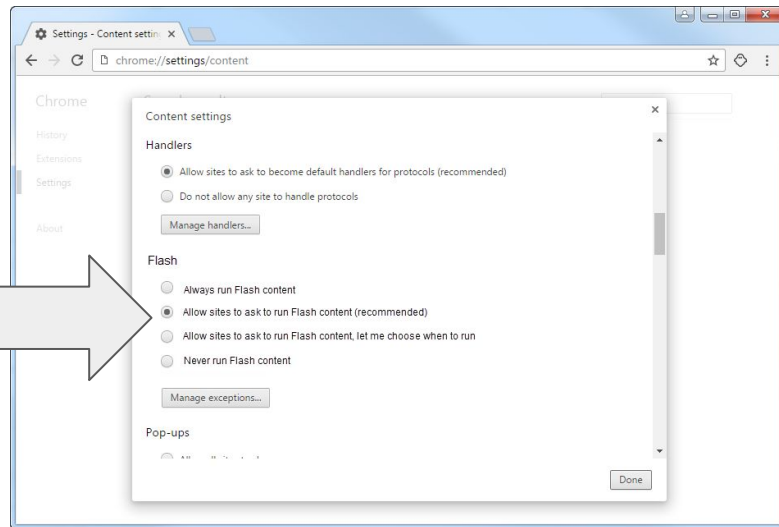 Settings - Content settin
chrome://settings/content
Chrome
History
Extensions
Settings
About
Content settings
Handlers
Allow sites to ask to become default handlers for protocols (recommended)
Do not allow any site to handle protocols
Manage handlers...
Flash
Always run Flash content
Allow sites to ask to run Flash content (recommended)
Allow sites to ask to run Flash content, let me choose when to run
Never run Flash content
Manage exceptions...
Pop-ups
Done